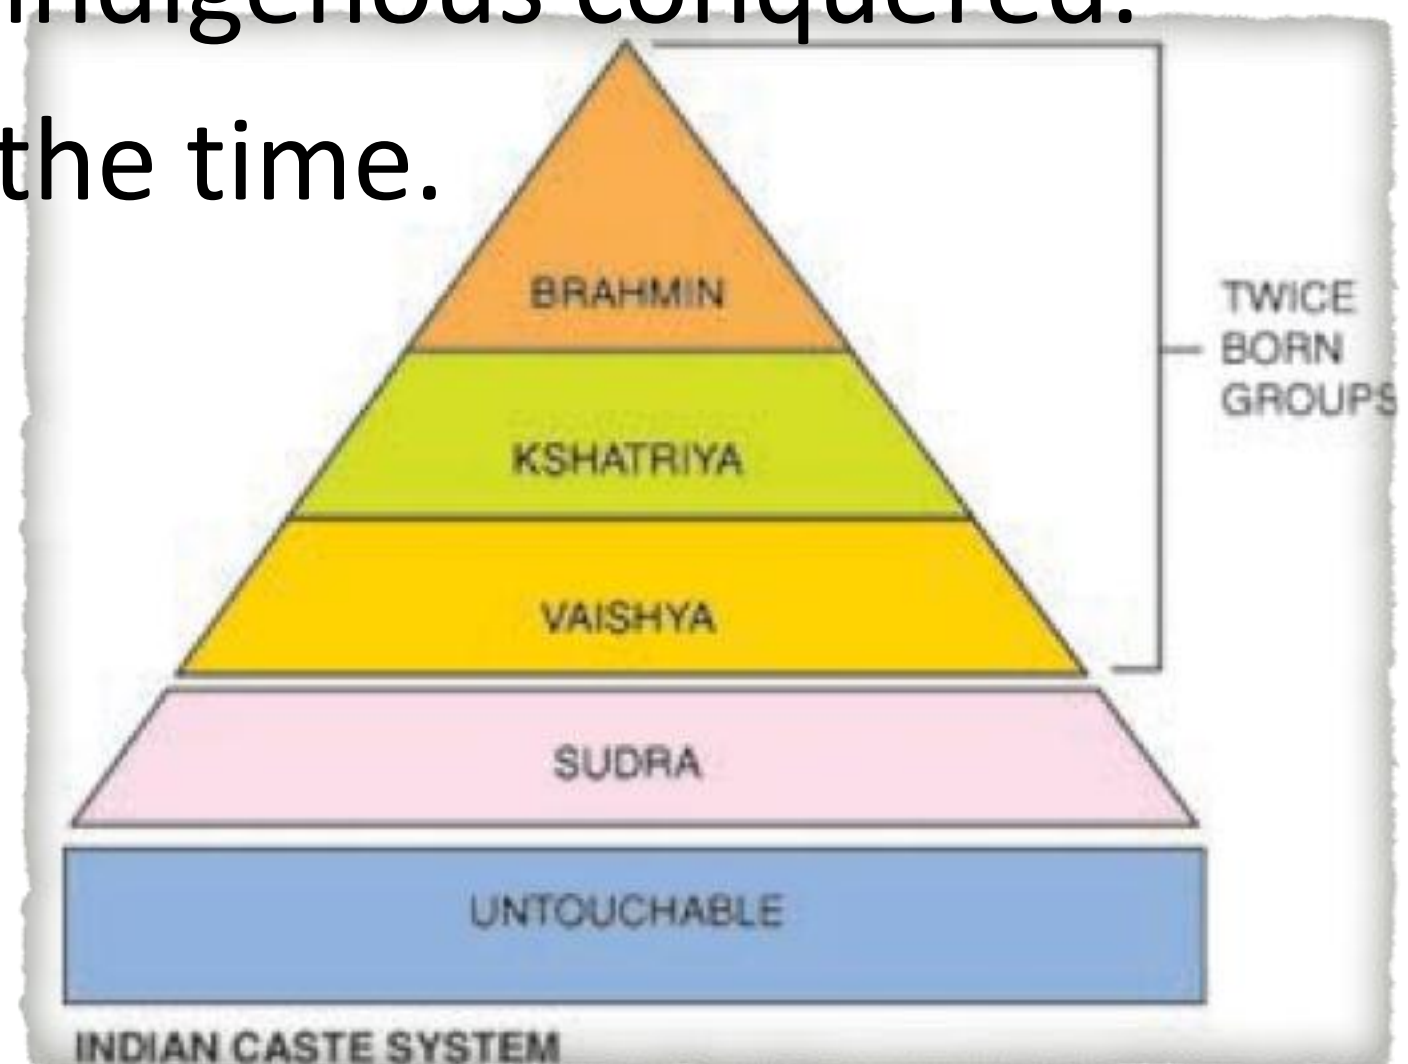 indigenous conquered.
the time.
BRAHMIN
KSHATRIYA
VAISHYA
SUDRA
UNTOUCHABLE
TWICE
BORN
GROUPS
INDIAN CASTE SYSTEM